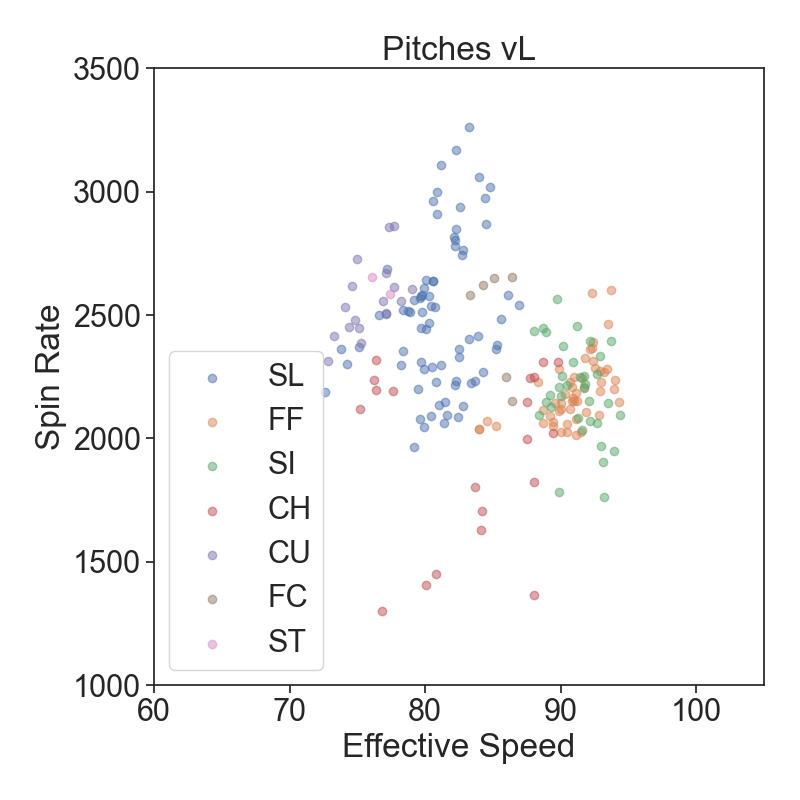 Pitches vL
3500
3000
2500
2000
1500
1000
Spin Rate
SL
FF
SI
CH
CU
FC
ST
60 70 80 90 100
Effective Speed